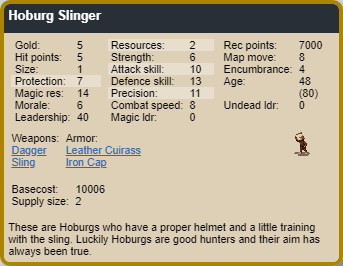 Hoburg Slinger
Gold: 5 Resources: 2 Rec points: 7000
Hit points: 5 Strength: 6 Map move: 8
Size: 1 Attack skill: 10 Encumbrance: 4
Protection: 7 Defence skill: 13 Age: 48
Magic res: 14 Precision: 11 (80)
Morale: 6 Combat speed: 8 Undead ldr: 0
Leadership: 40 Magic ldr: 0
Weapons: Armor:
Dagger Leather Cuirass
Sling Iron Cap
Basecost: 10006
Supply size: 2
These are Hoburgs who have a proper helmet and a little training
with the sling. Luckily Hoburgs are good hunters and their aim has
always been true.